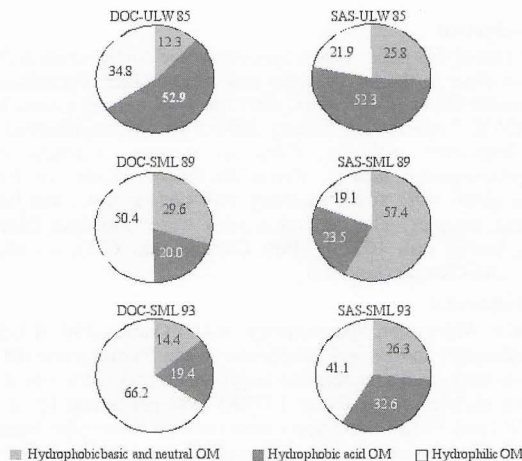 DOC-ULW 85 SAS-ULW 85
12.3 25.8
34.8 21.9
52.9 52.3
DOC-SML 89 SAS-SML 89
50.4 29.6 19.1 57.4
20.0 23.5
DOC-SML 93 SAS-SML 93
14.4 26.3
19.4 41.1
66.2 32.6
Hydrophobic basic and neutral OM Hydrophobic acid OM Hydrophilic OM